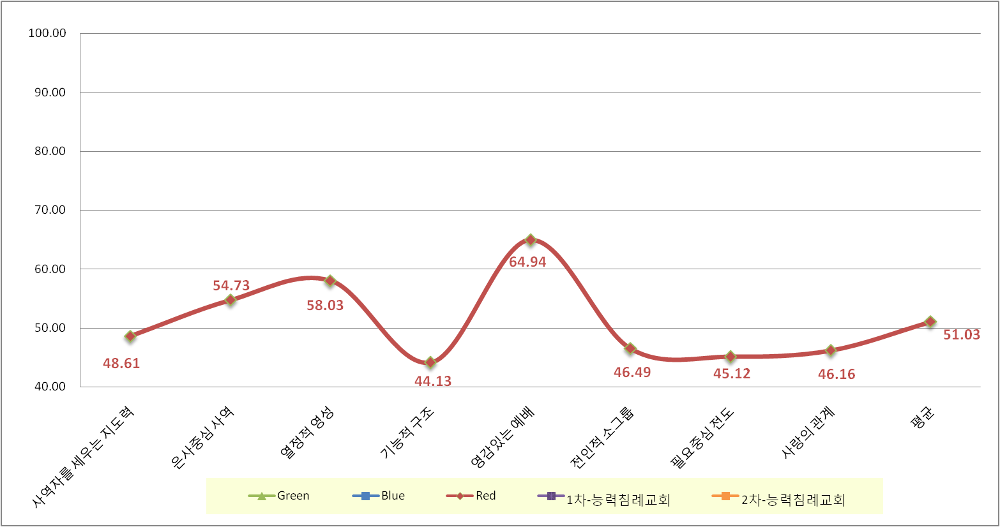 100.00
90.00
80.00
70.00
60.00
50.00
40.00
48.61
54.73
58.03
44.13
64.94
46.49
45.12
46.16
51.03
사역자를 세우는 지도력
은사중심 사역
열정적 영성
기능적 구조
영감있는 예배
전인적 소그룹
필요중심 전도
사랑의 관계
평균
Green Blue Red 1차-능력침례교회 2차-능력침례교회